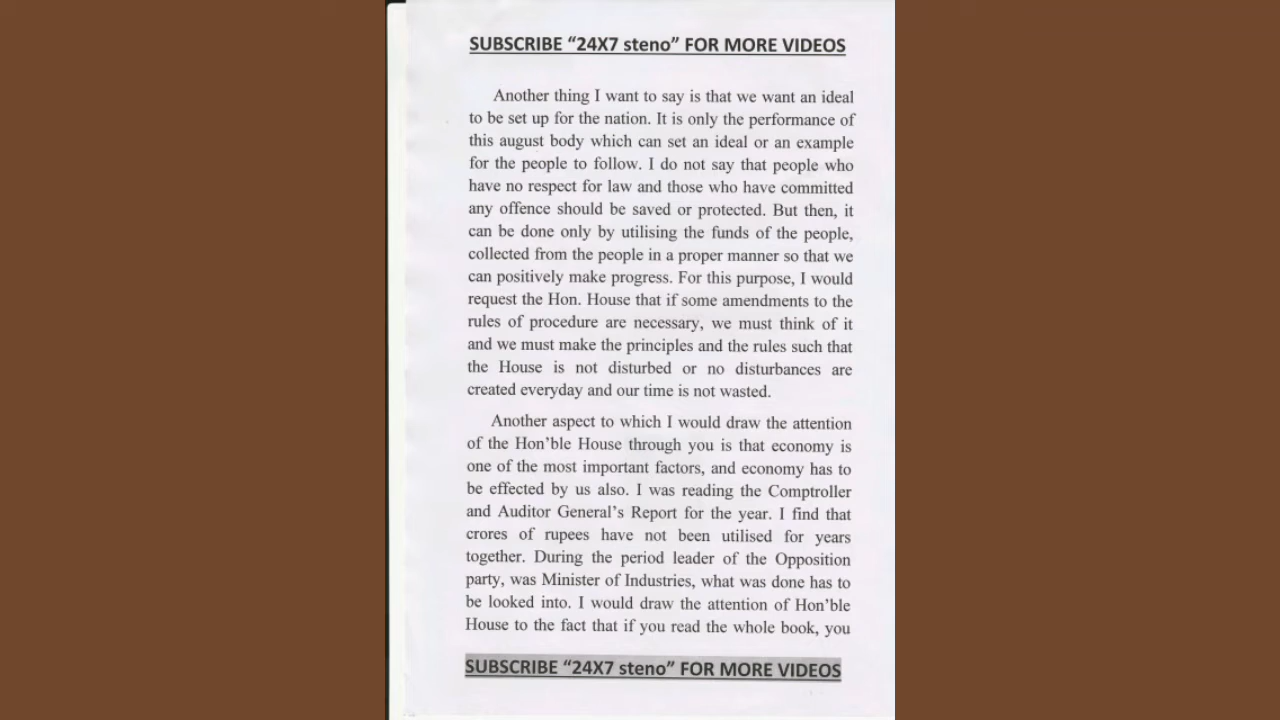 SUBSCRIBE “24X7 steno” FOR MORE VIDEOS
Another thing I want to say is that we want an ideal
to be set up for the nation. It is only the performance of
this august body which can set an ideal or an example
for the people to follow. I do not say that people who
have no respect for law and those who have committed
any offence should be saved or protected. But then, it
can be done only by utilising the funds of the people,
collected from the people in a proper manner so that we
can positively make progress. For this purpose, I would
request the Hon. House that if some amendments to the
rules of procedure are necessary, we must think of it
and we must make the principles and the rules such that
the House is not disturbed or no disturbances are
created everyday and our time is not wasted.
Another aspect to which I would draw the attention
of the Hon’ble House through you is that economy is
one of the most important factors, and economy has to
be effected by us also. I was reading the Comptroller
and Auditor General’s Report for the year. I find that
crores of rupees have not been utilised for years
together. During the period leader of the Opposition
party, was Minister of Industries, what was done has to
be looked into. I would draw the attention of Hon’ble
House to the fact that if you read the whole book, you
SUBSCRIBE “24X7 steno” FOR MORE VIDEOS